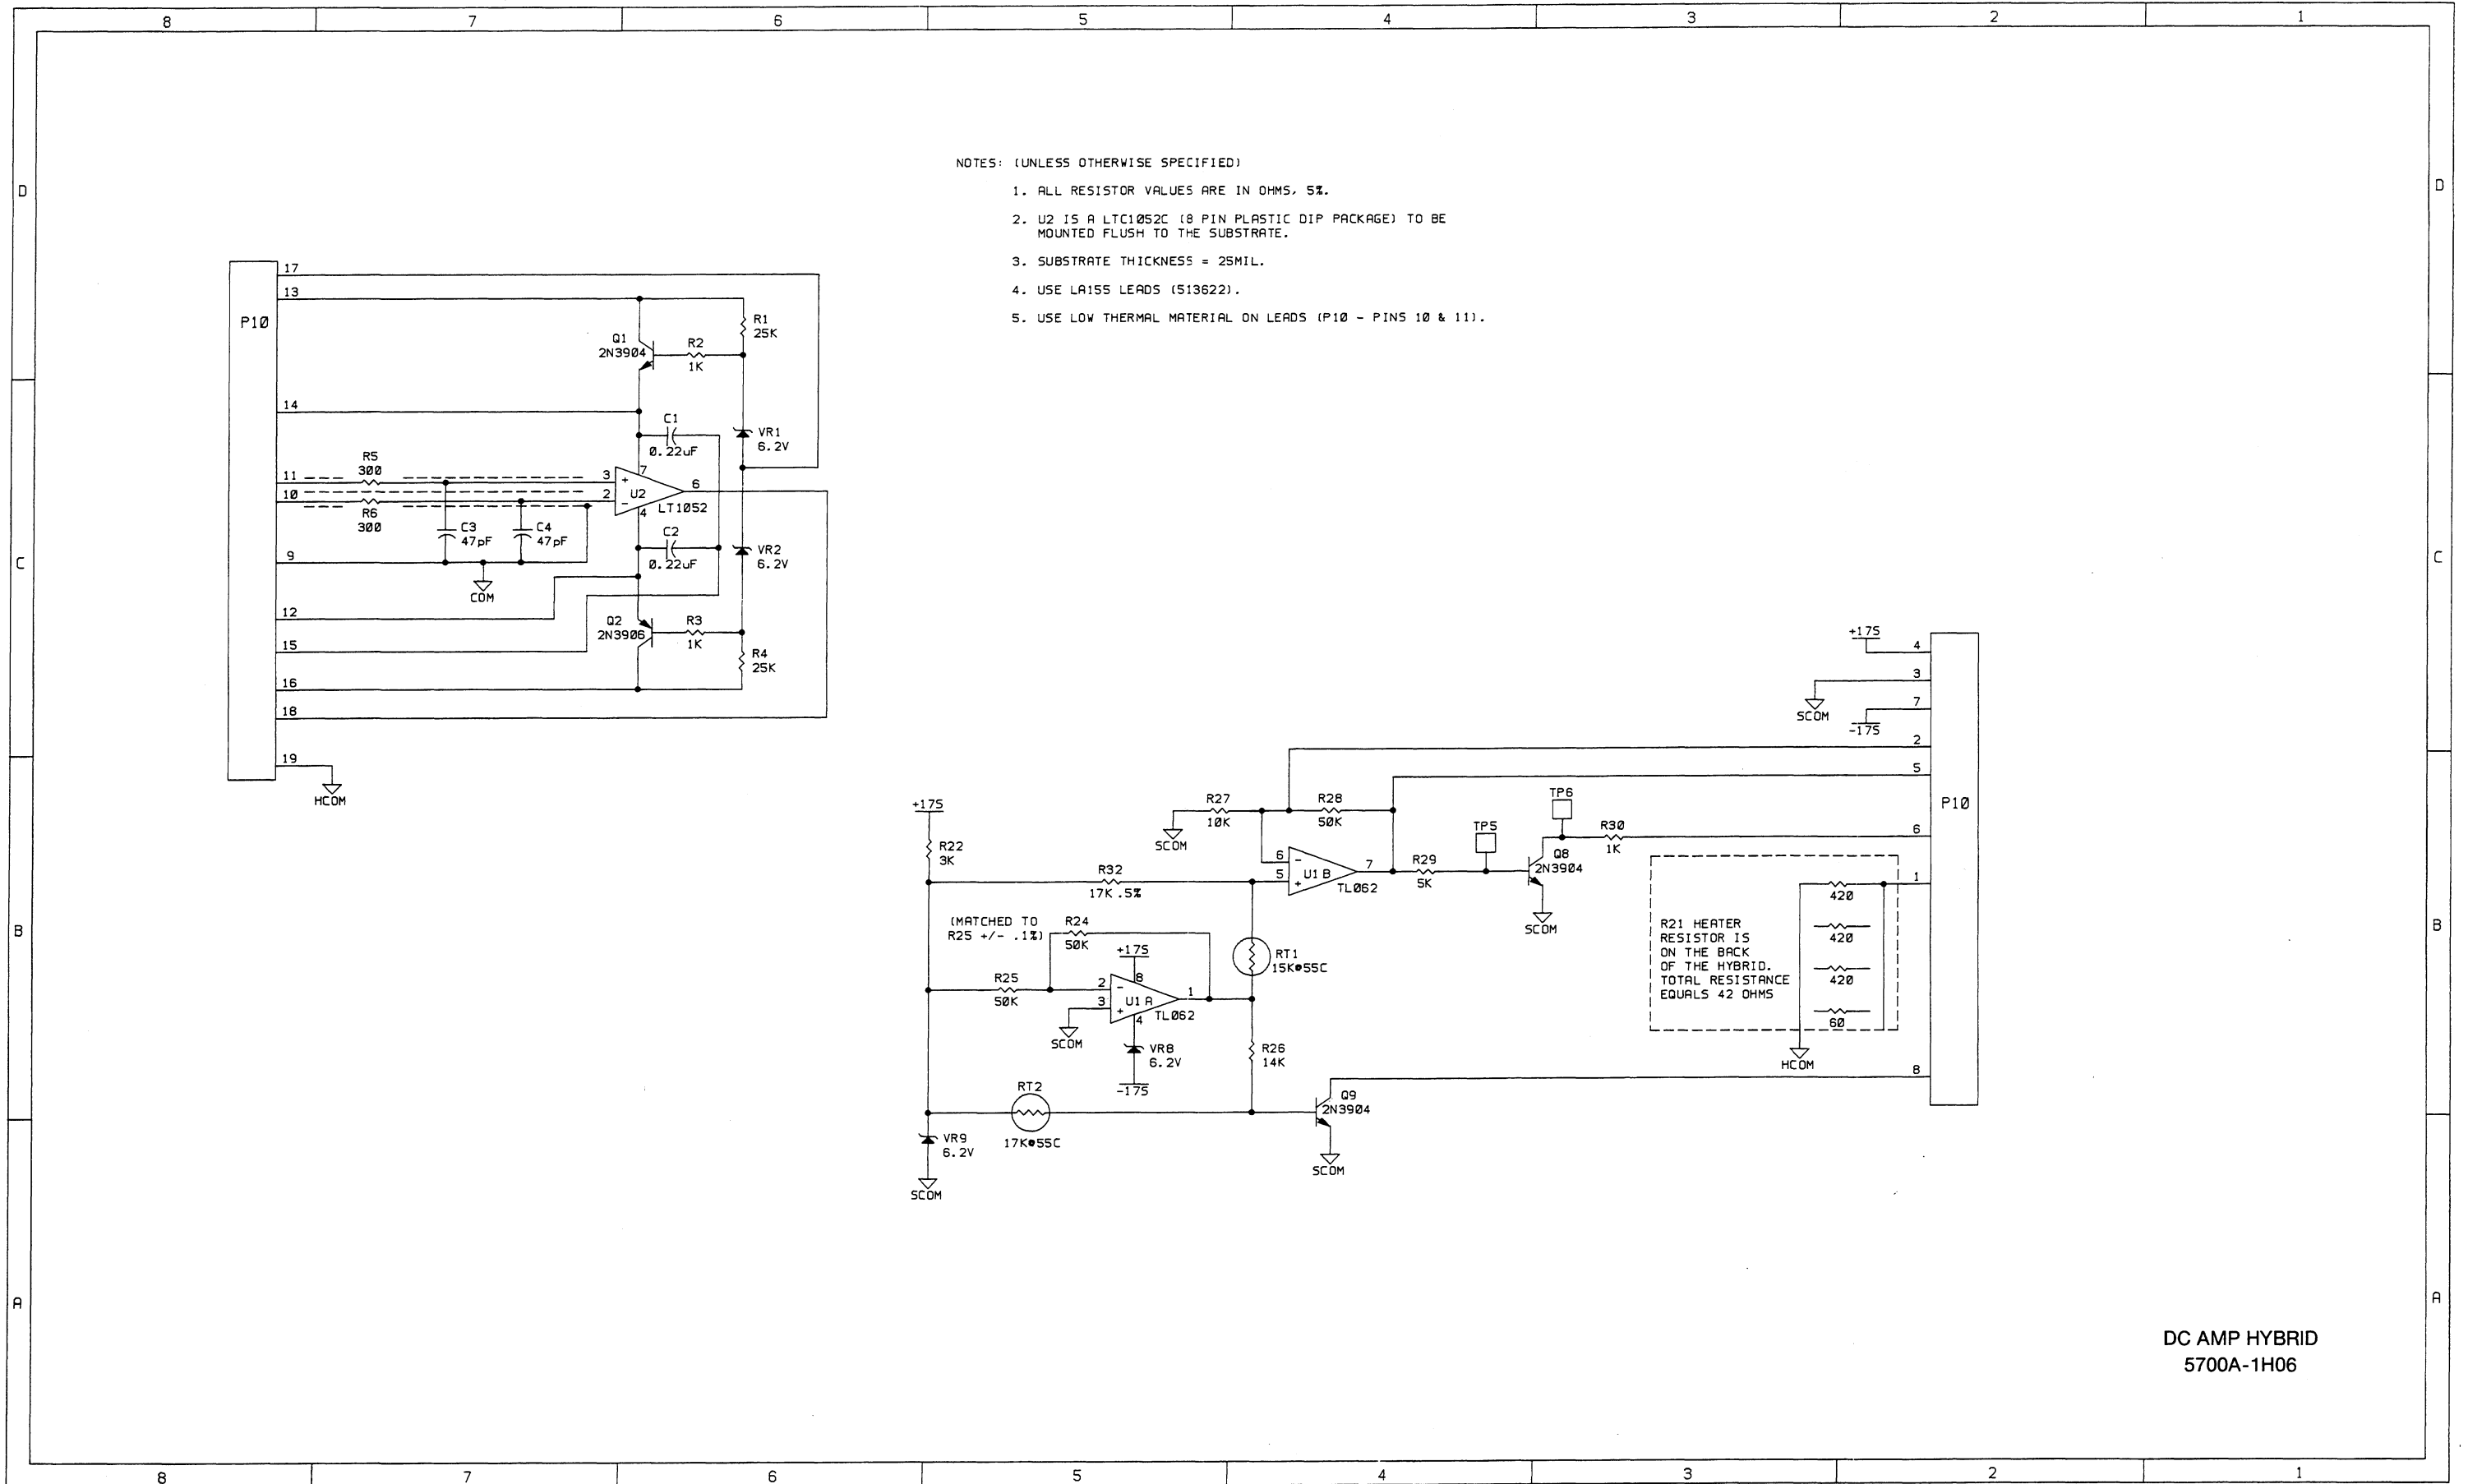 8 7 6 5 4 3 2 1
D
D
NOTES: (UNLESS OTHERWISE SPECIFIED)
1. ALL RESISTOR VALUES ARE IN OHMS, 5%.
2. U2 IS A LTC1052C (8 PIN PLASTIC DIP PACKAGE) TO BE
MOUNTED FLUSH TO THE SUBSTRATE.
3. SUBSTRATE THICKNESS = 25MIL.
4. USE LA155 LEADS (513622).
5. USE LOW THERMAL MATERIAL ON LEADS (P10 - PINS 10 & 11).
P10
17
13
R1
25K
Q1
2N3904
R2
1K
14
C1
0.22uF
VR1
6.2V
R5
300
11
10
R6
300
3
+
2
-
7
U2
4
6
LT1052
C3
47pF
C4
47pF
C2
0.22uF
VR2
6.2V
9
COM
C
C
12
Q2
2N3906
R3
1K
15
R4
25K
16
18
19
HCOM
+17S
4
3
SCOM
7
-17S
2
5
P10
+17S
R27
10K
SCOM
R28
50K
TP6
TP5
R30
1K
6
R22
3K
R32
17K .5%
6
-
5
+
U1 B
7
TL062
R29
5K
Q8
2N3904
SCOM
1
420
420
420
60
R21 HEATER
RESISTOR IS
ON THE BACK
OF THE HYBRID.
TOTAL RESISTANCE
EQUALS 42 OHMS
HCOM
B
B
(MATCHED TO
R25 +/- .1%)
R24
50K
+17S
RT1
15K@55C
R25
50K
2
-
3
+
8
U1 A
4
1
TL062
SCOM
VR8
6.2V
-17S
R26
14K
8
RT2
17K@55C
Q9
2N3904
SCOM
VR9
6.2V
SCOM
A
A
DC AMP HYBRID
5700A-1H06
8 7 6 5 4 3 2 1